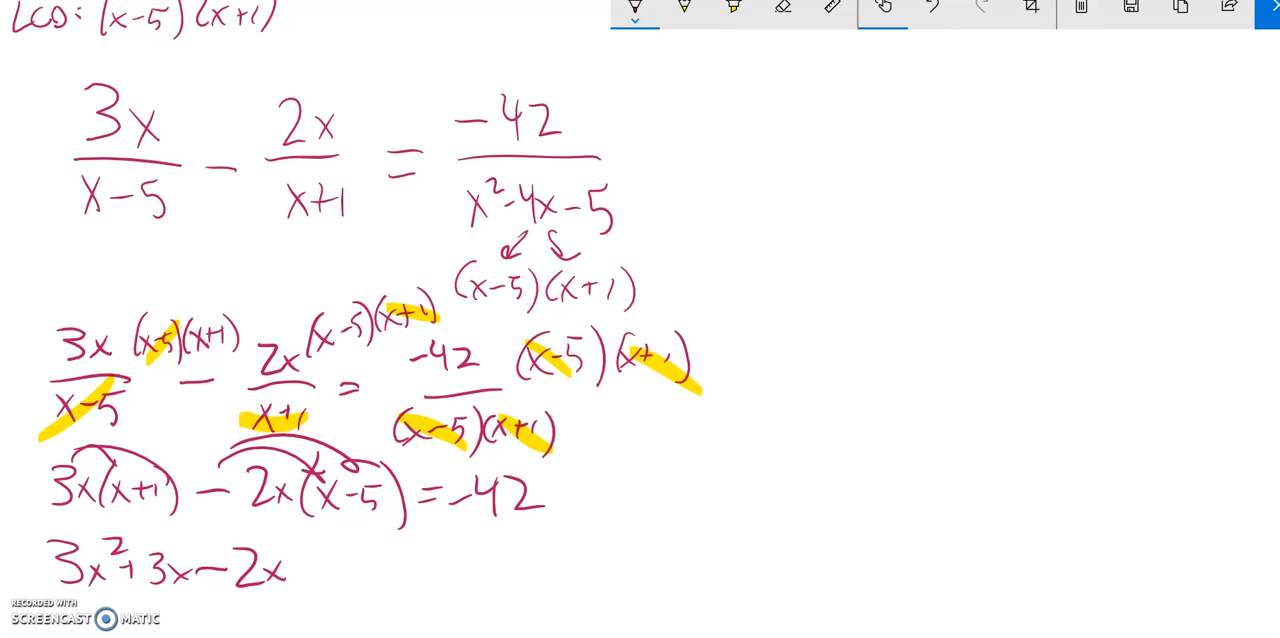 LCD: (x-5)(x+1)
3x/(x-5) - 2x/(x+1) = -42/(x²-4x-5)
(x-5)(x+1)
3x(x-5)(x+1)/(x-5) - 2x(x-5)(x+1)/(x+1) = -42(x-5)(x+1)/((x-5)(x+1))
3x(x+1) - 2x(x-5) = -42
3x²+3x-2x
RECORDED WITH
SCREENCAST MATIC